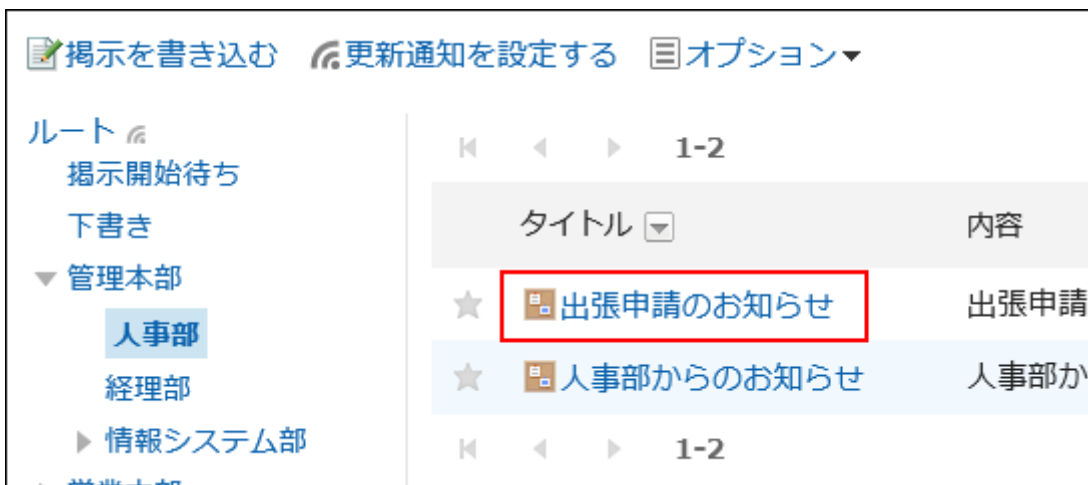 掲示を書き込む 更新通知を設定する オプション
ルート
掲示開始待ち
下書き
管理本部
人事部
経理部
情報システム部
1-2
タイトル 内容
出張申請のお知らせ 出張申請
人事部からのお知らせ 人事部か
1-2